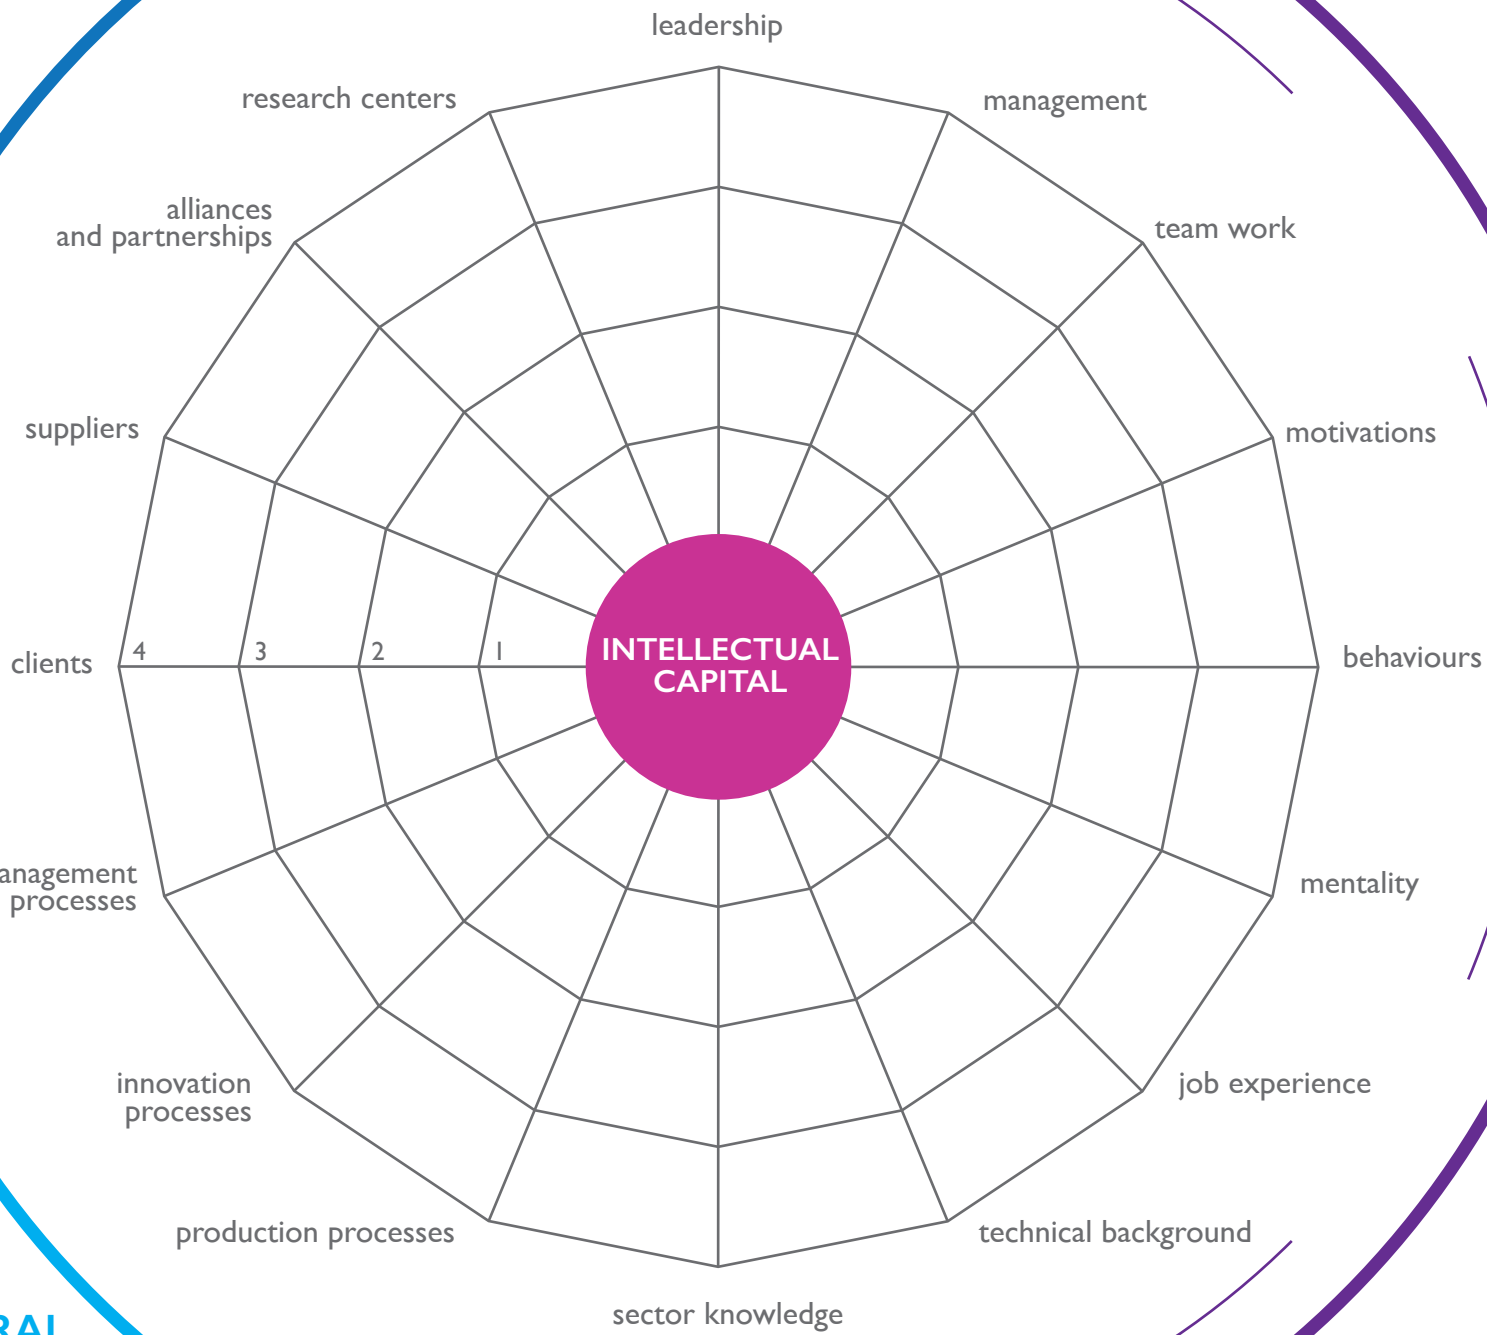 leadership
research centers
management
alliances
and partnerships
team work
suppliers
motivations
4
3
2
1
INTELLECTUAL
CAPITAL
clients
behaviours
processes
mentality
innovation
processes
job experience
production processes
technical background
sector knowledge